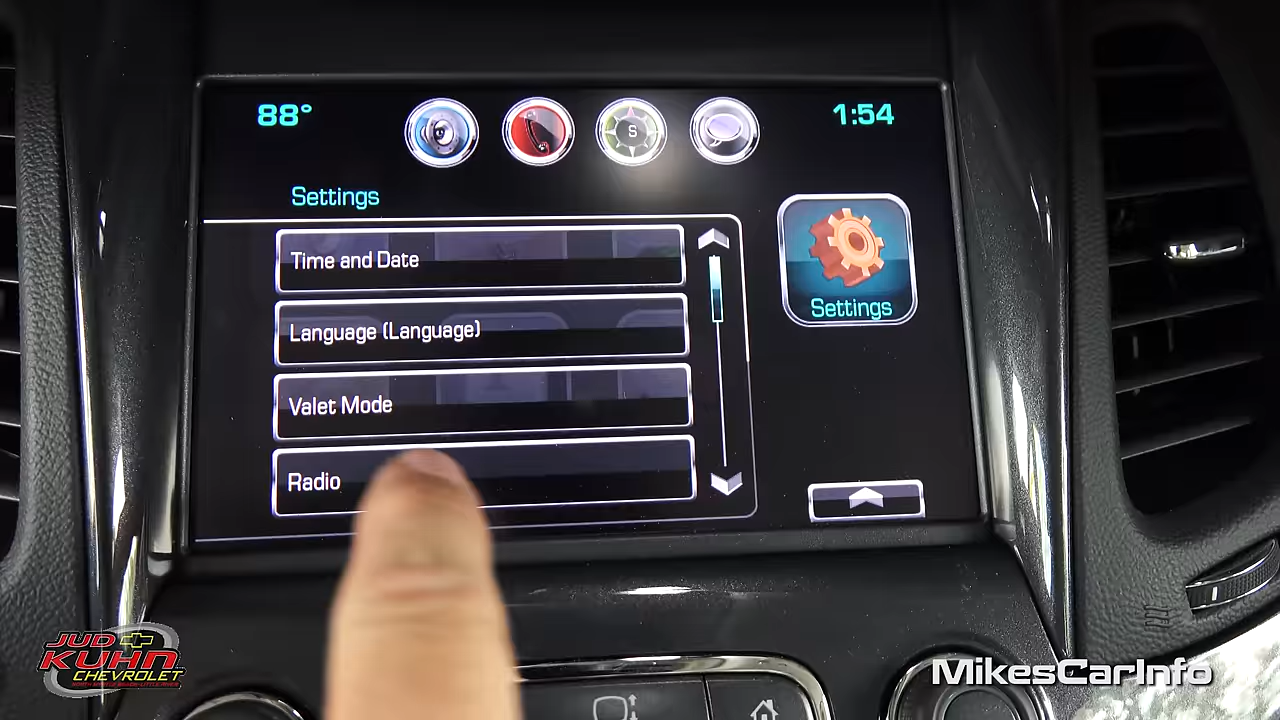 88°
S
1:54
Settings
Time and Date
Language (Language)
Valet Mode
Radio
Settings
JUD
KUHN
CHEVROLET
MikesCarInfo